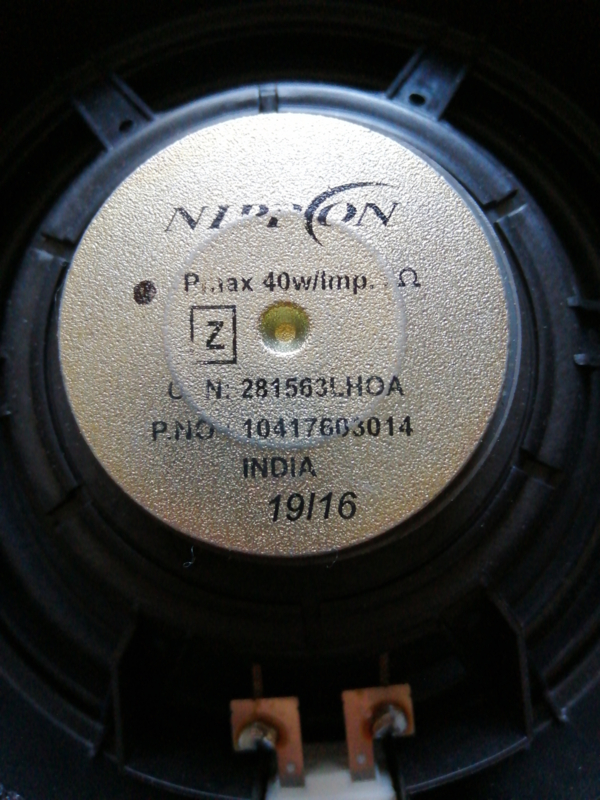 NIPPON
Pmax 40w/Imp. Ω
Z
N: 281563LHOA
P.NO.: 10417603014
INDIA
19/16